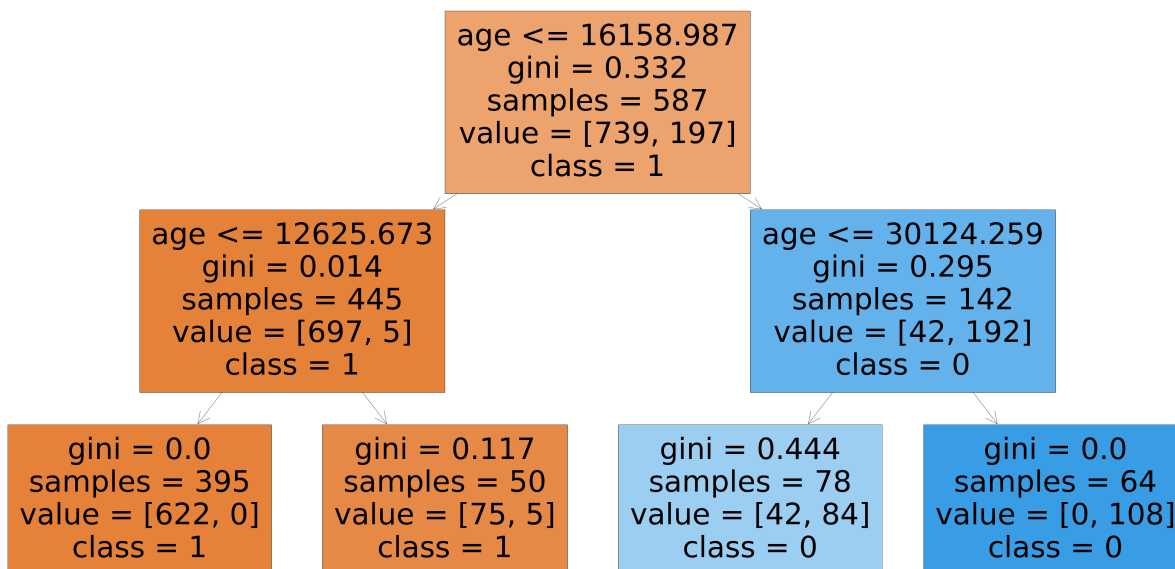 age <= 16158.987
gini = 0.332
samples = 587
value = [739, 197]
class = 1
age <= 12625.673
gini = 0.014
samples = 445
value = [697, 5]
class = 1
age <= 30124.259
gini = 0.295
samples = 142
value = [42, 192]
class = 0
gini = 0.0
samples = 395
value = [622, 0]
class = 1
gini = 0.117
samples = 50
value = [75, 5]
class = 1
gini = 0.444
samples = 78
value = [42, 84]
class = 0
gini = 0.0
samples = 64
value = [0, 108]
class = 0